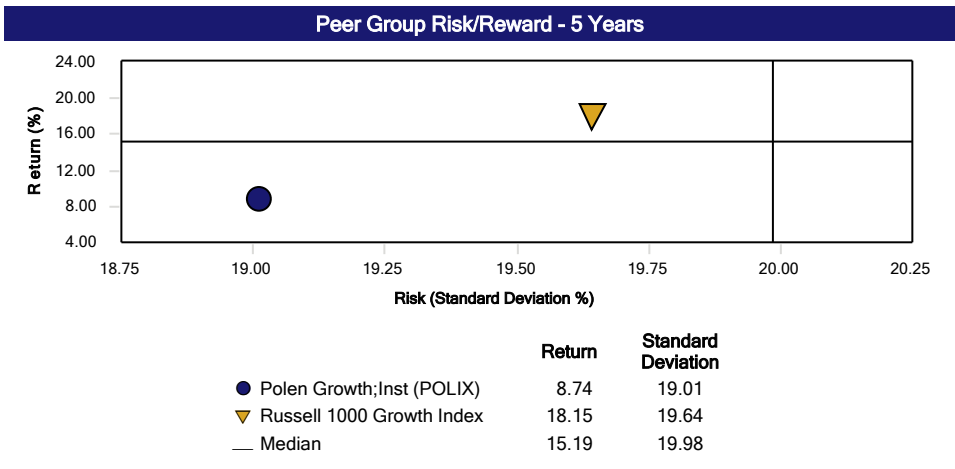 Peer Group Risk/Reward - 5 Years
24.00
20.00
16.00
12.00
8.00
4.00
R eturn (%)
18.75 19.00 19.25 19.50 19.75 20.00 20.25
Risk (Standard Deviation %)
Return Standard Deviation
Polen Growth;Inst (POLIX) 8.74 19.01
Russell 1000 Growth Index 18.15 19.64
Median 15.19 19.98